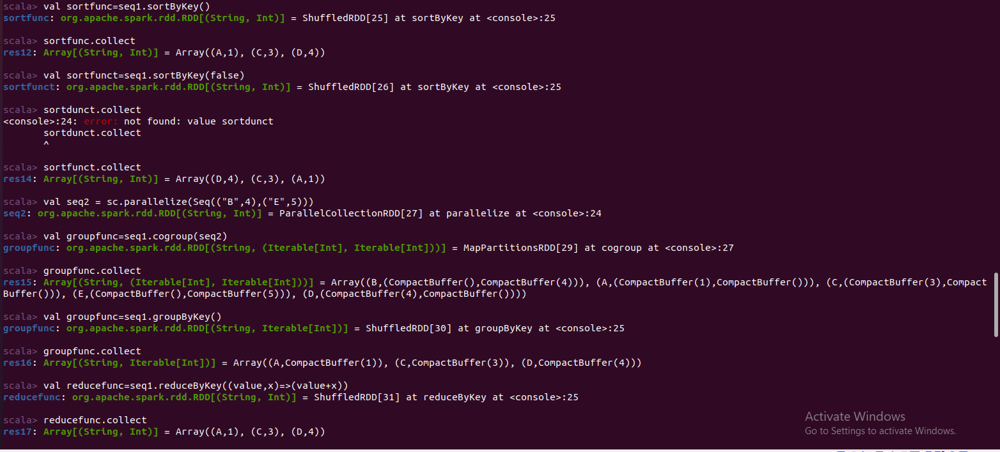 scala> val sortfunc=seq1.sortByKey()
sortfunc: org.apache.spark.rdd.RDD[(String, Int)] = ShuffledRDD[25] at sortByKey at <console>:25
scala> sortfunc.collect
res12: Array[(String, Int)] = Array((A,1), (C,3), (D,4))
scala> val sortfunct=seq1.sortByKey(false)
sortfunct: org.apache.spark.rdd.RDD[(String, Int)] = ShuffledRDD[26] at sortByKey at <console>:25
scala> sortdunct.collect
<console>:24: error: not found: value sortdunct
       sortdunct.collect
       ^
scala> sortfunct.collect
res14: Array[(String, Int)] = Array((D,4), (C,3), (A,1))
scala> val seq2 = sc.parallelize(Seq(("B",4),("E",5)))
seq2: org.apache.spark.rdd.RDD[(String, Int)] = ParallelCollectionRDD[27] at parallelize at <console>:24
scala> val groupfunc=seq1.cogroup(seq2)
groupfunc: org.apache.spark.rdd.RDD[(String, (Iterable[Int], Iterable[Int]))] = MapPartitionsRDD[29] at cogroup at <console>:27
scala> groupfunc.collect
res15: Array[(String, (Iterable[Int], Iterable[Int]))] = Array((B,(CompactBuffer(),CompactBuffer(4))), (A,(CompactBuffer(1),CompactBuffer())), (C,(CompactBuffer(3),Compact
Buffer())), (E,(CompactBuffer(),CompactBuffer(5))), (D,(CompactBuffer(4),CompactBuffer())))
scala> val groupfunc=seq1.groupByKey()
groupfunc: org.apache.spark.rdd.RDD[(String, Iterable[Int])] = ShuffledRDD[30] at groupByKey at <console>:25
scala> groupfunc.collect
res16: Array[(String, Iterable[Int])] = Array((A,CompactBuffer(1)), (C,CompactBuffer(3)), (D,CompactBuffer(4)))
scala> val reducefunc=seq1.reduceByKey((value,x)=>(value+x))
reducefunc: org.apache.spark.rdd.RDD[(String, Int)] = ShuffledRDD[31] at reduceByKey at <console>:25
scala> reducefunc.collect
res17: Array[(String, Int)] = Array((A,1), (C,3), (D,4))
Activate Windows
Go to Settings to activate Windows.